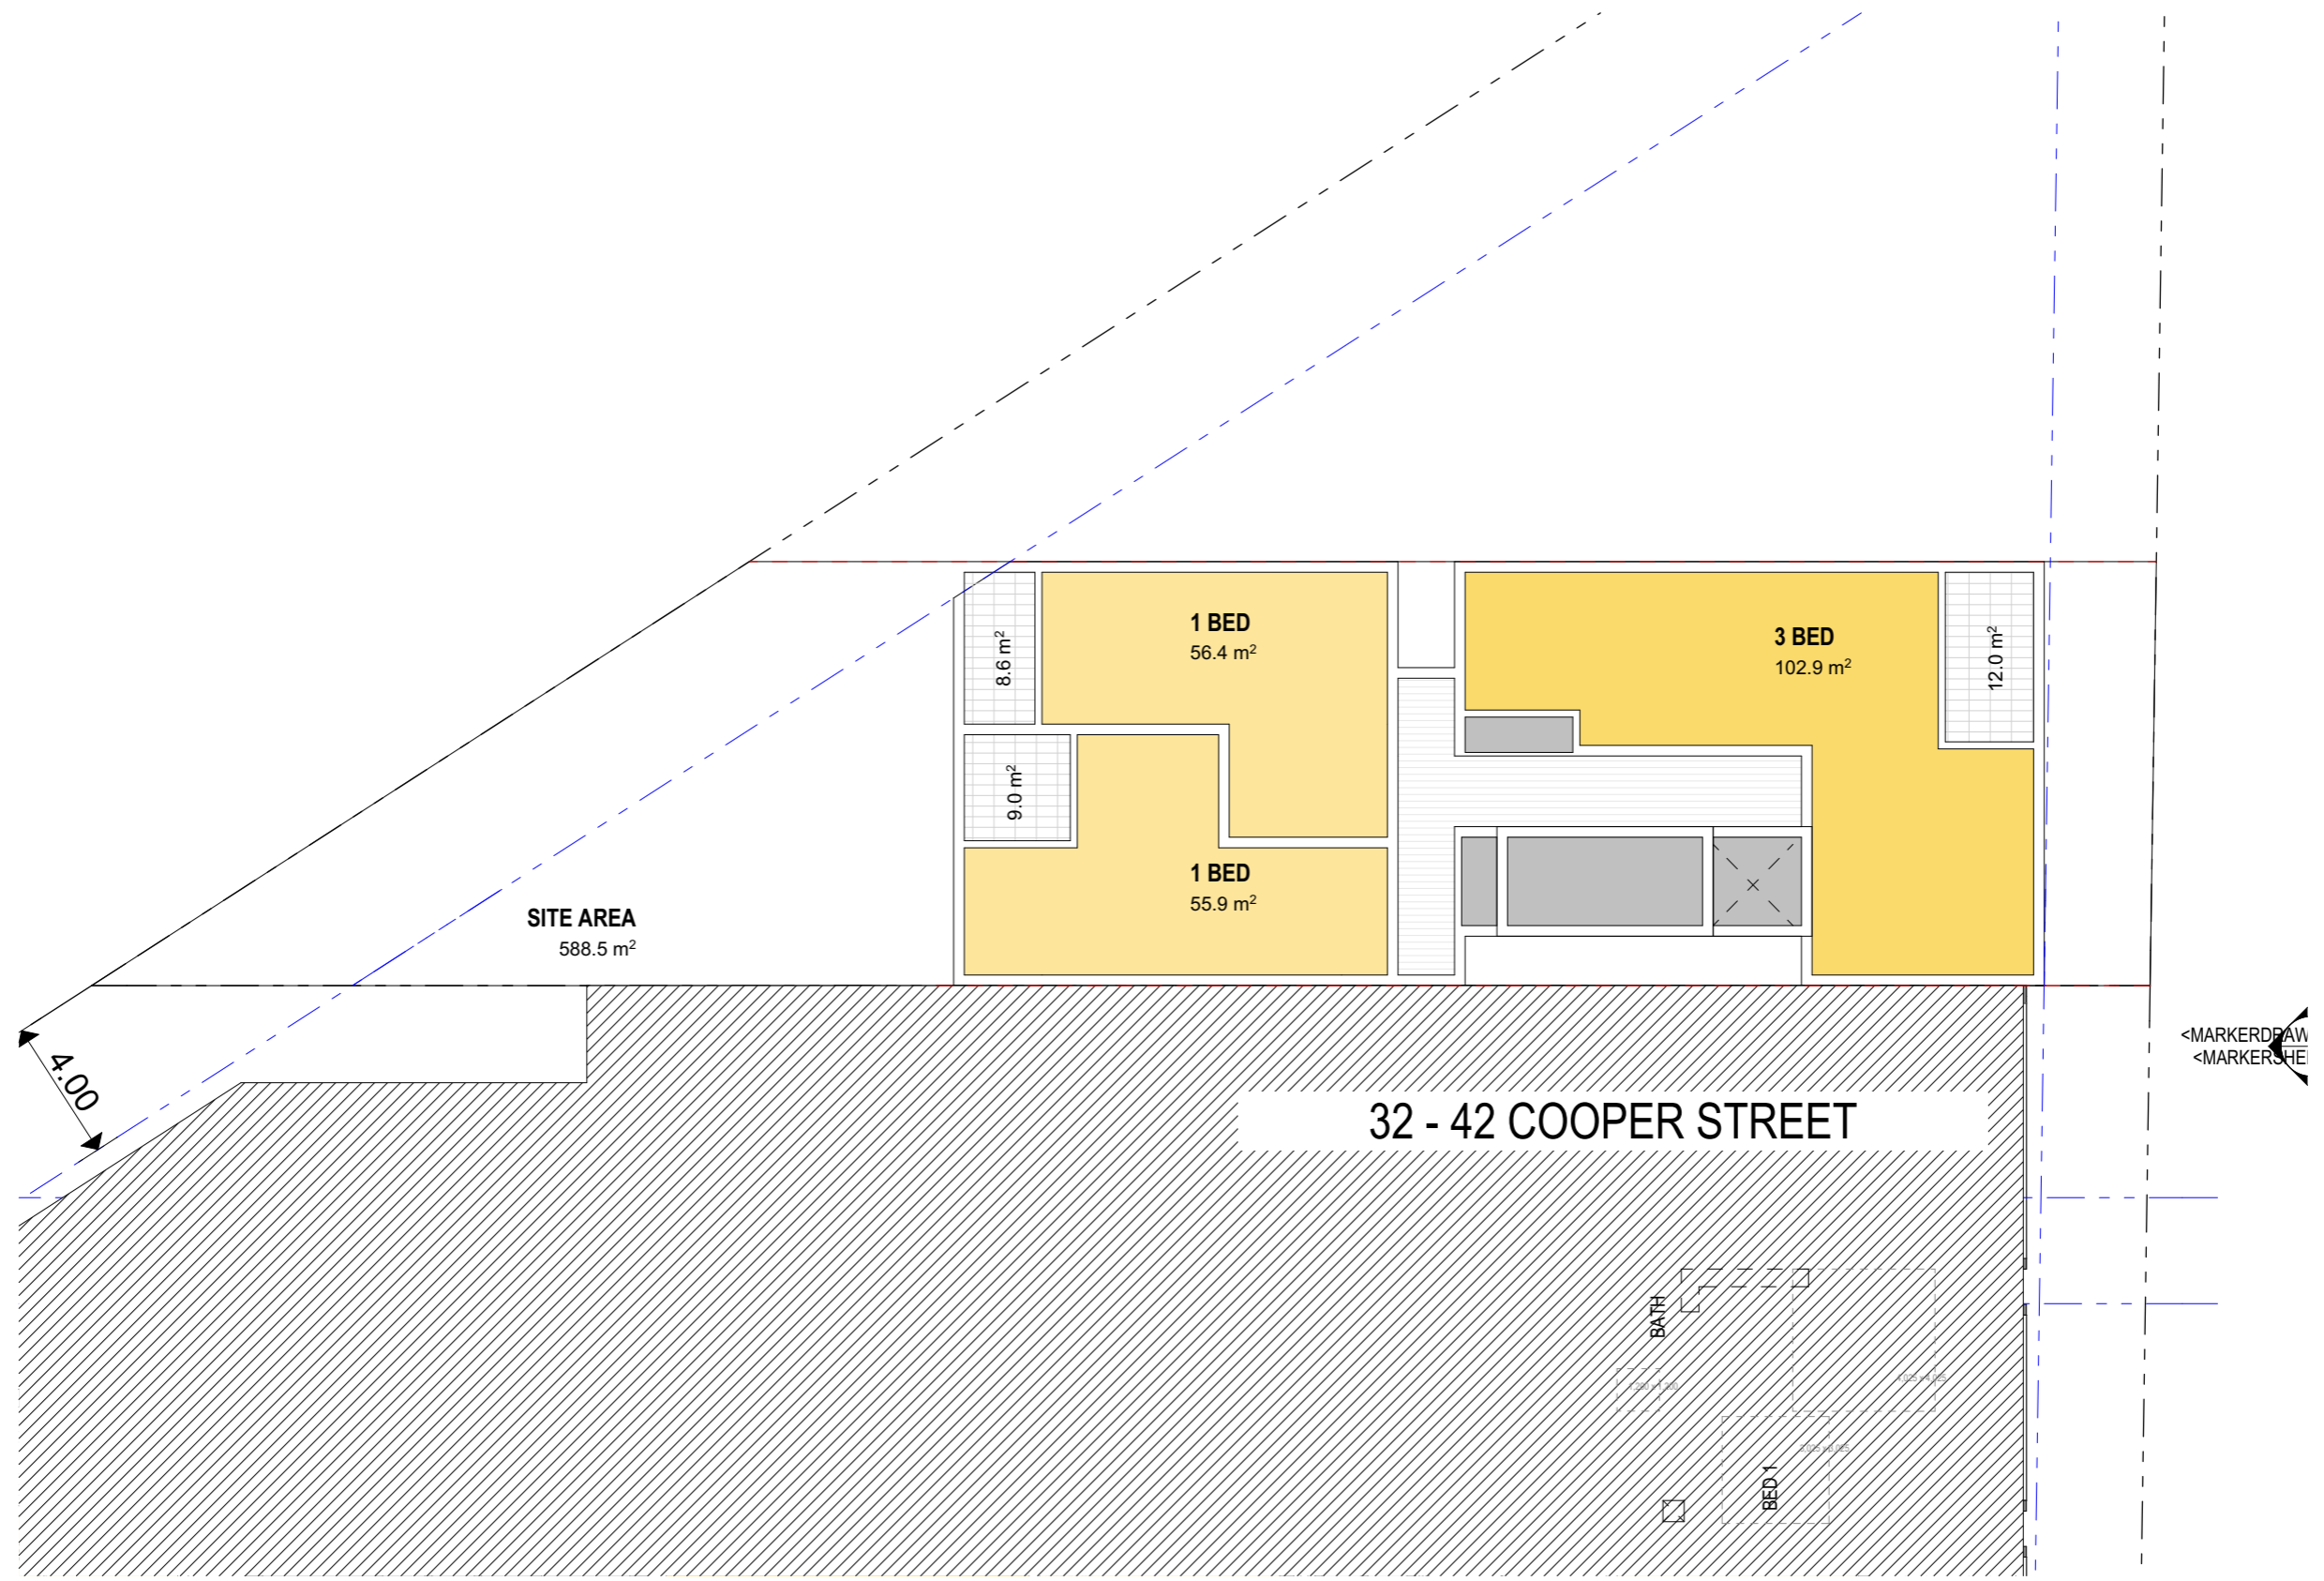 1 BED
56.4 m²
8.6 m²
3 BED
102.9 m²
12.0 m²
9.0 m²
1 BED
55.9 m²
SITE AREA
588.5 m²
4.00
<MARKERDRAW
<MARKERSHE
32 - 42 COOPER STREET
BATH
BED 1